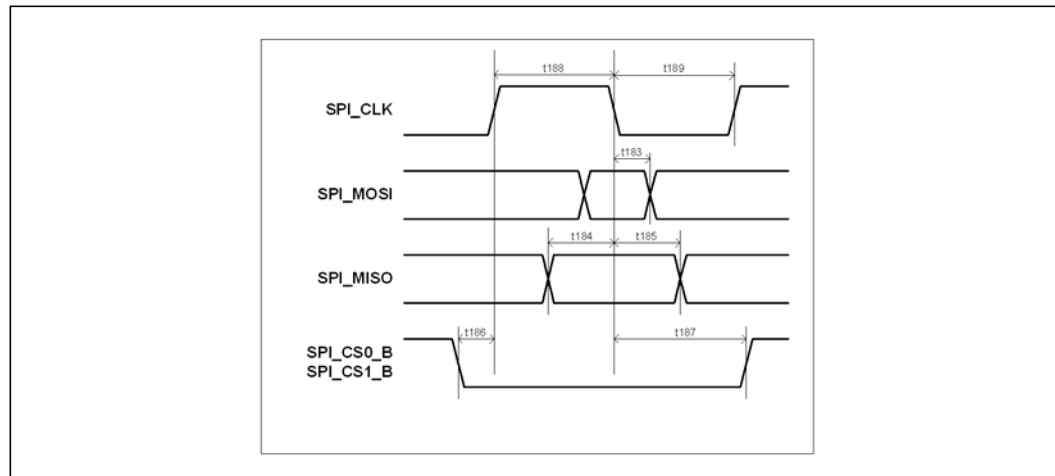 t188 t189
SPI_CLK
t183
SPI_MOSI
t184 t185
SPI_MISO
t186 t187
SPI_CS0_B
SPI_CS1_B